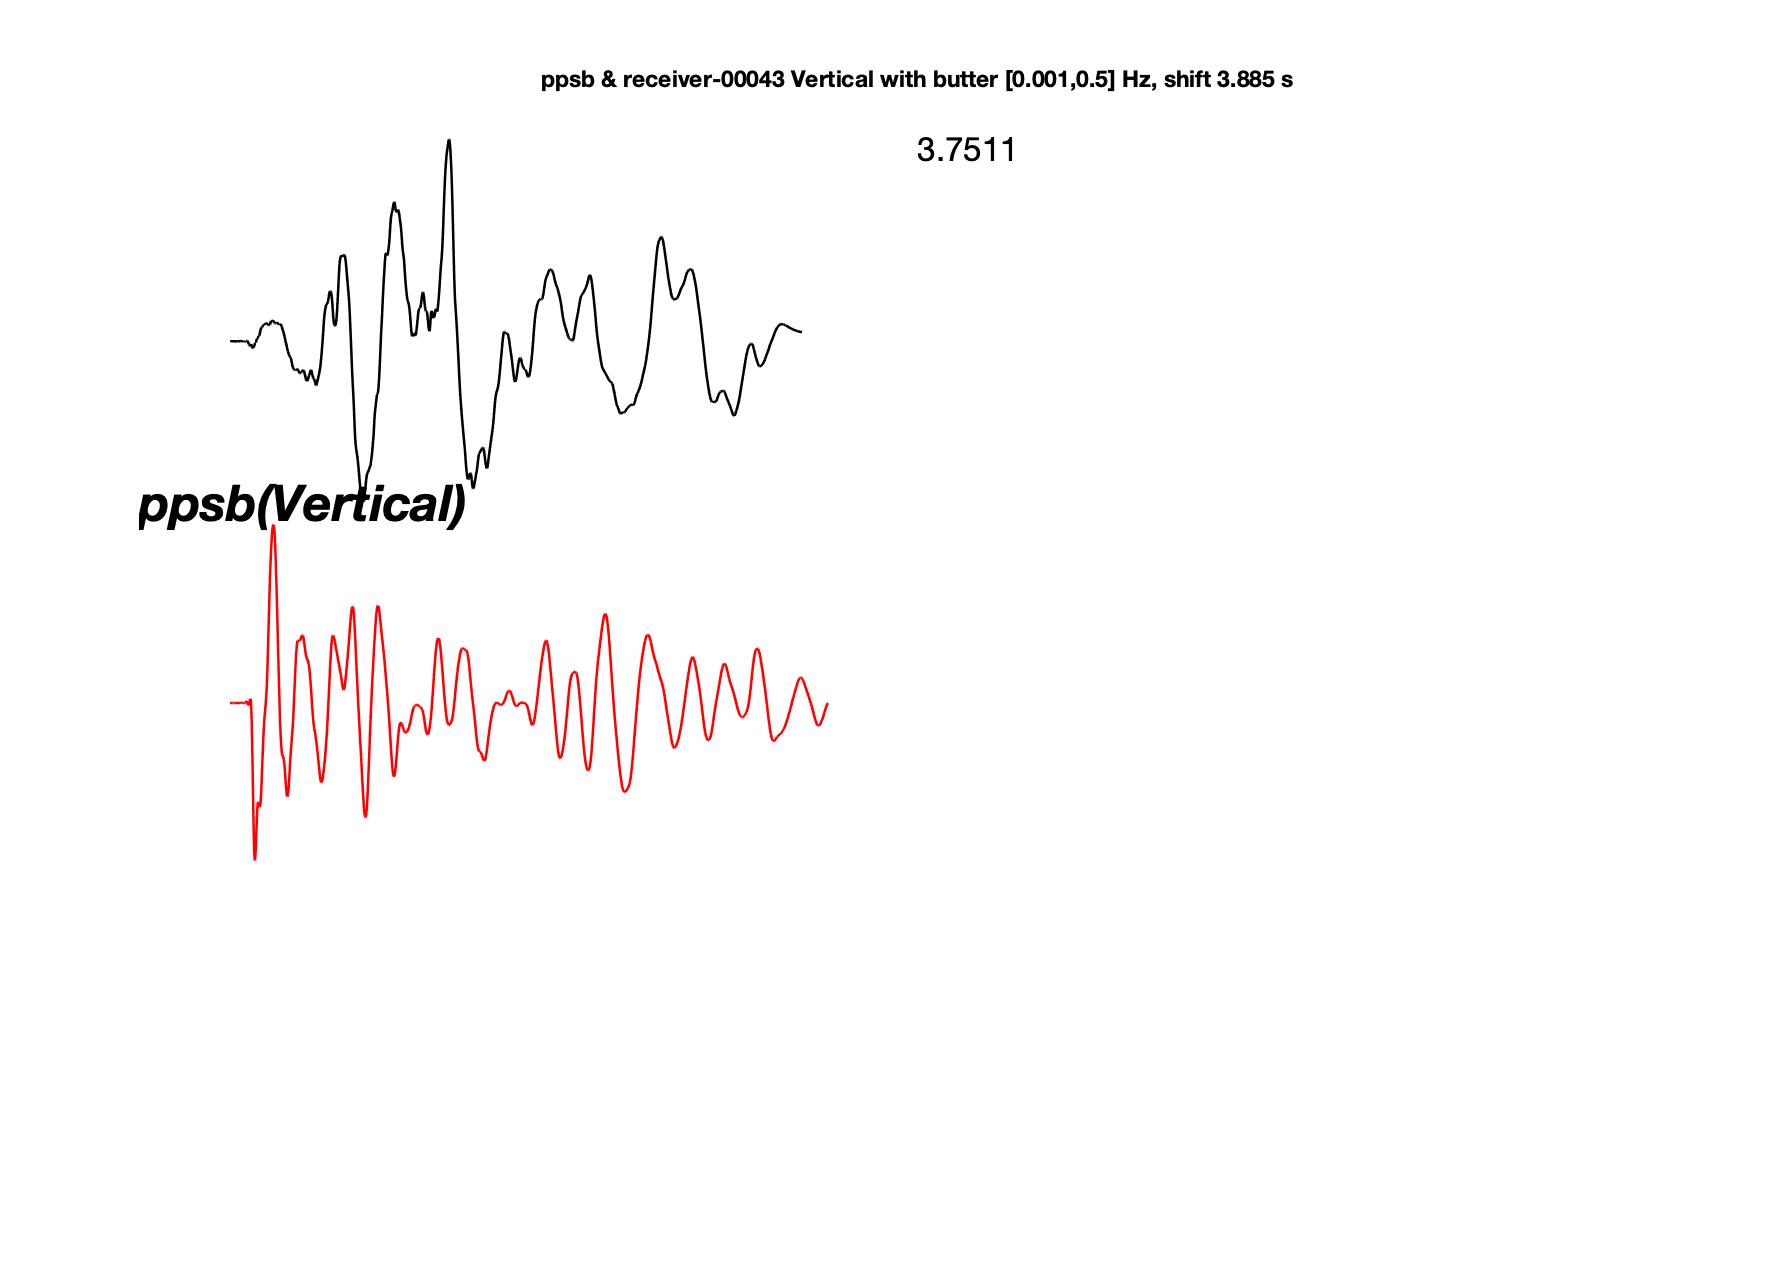 ppsb & receiver-00043 Vertical with butter [0.001,0.5] Hz, shift 3.885 s
3.7511
ppsb(Vertical)